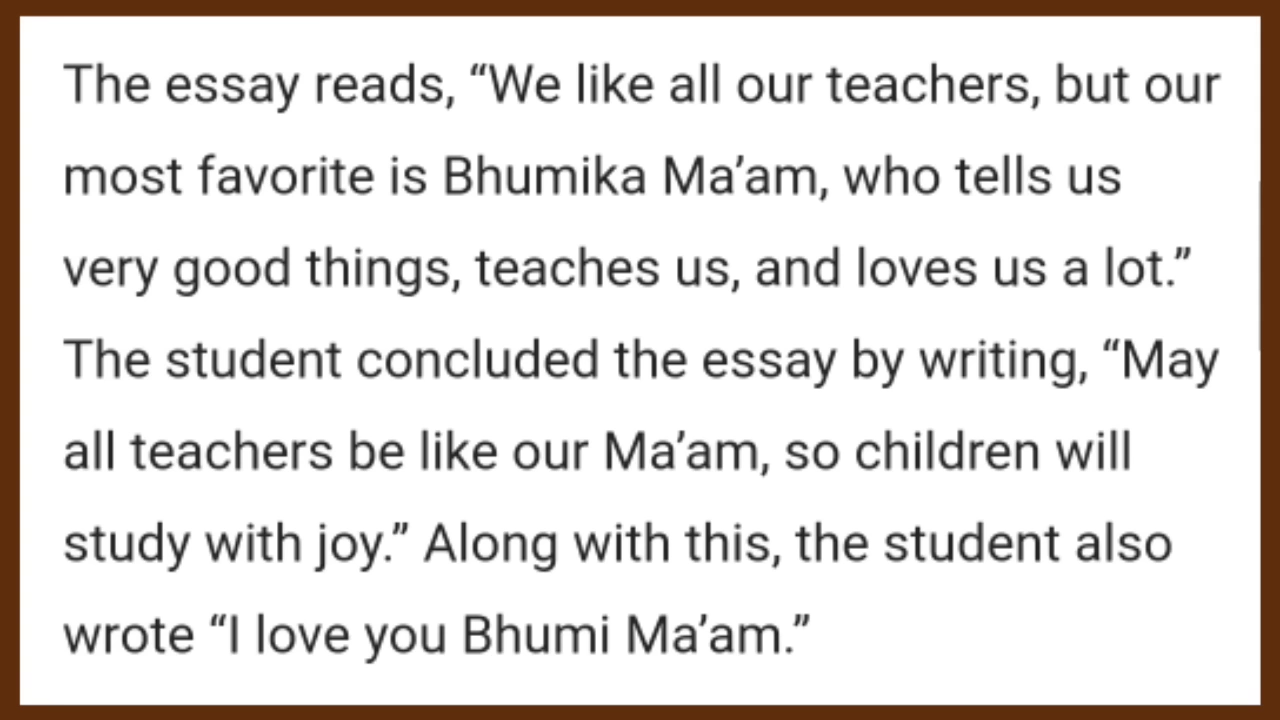 The essay reads, “We like all our teachers, but our
most favorite is Bhumika Ma’am, who tells us
very good things, teaches us, and loves us a lot.”
The student concluded the essay by writing, “May
all teachers be like our Ma’am, so children will
study with joy.” Along with this, the student also
wrote “I love you Bhumi Ma’am.”